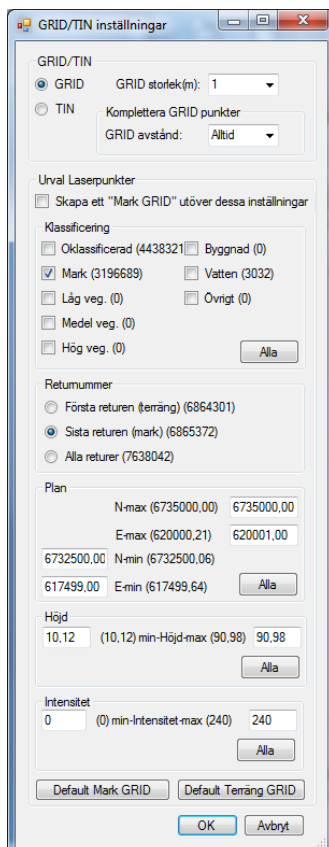 GRID/TIN inställningar
GRID/TIN
GRID GRID storlek(m): 1
TIN Komplettera GRID punkter
GRID avstånd: Alltid
Urval Laserpunkter
Skapa ett "Mark GRID" utöver dessa inställningar
Klassificering
Oklassificerad (4438321 Byggnad (0)
Mark (3196689) Vatten (3032)
Låg veg. (0) Övrigt (0)
Medel veg. (0)
Hög veg. (0) Alla
Returnummer
Första returen (terräng) (6864301)
Sista returen (mark) (6865372)
Alla returer (7638042)
Plan
N-max (6735000,00) 6735000,00
E-max (620000,21) 620001,00
6732500,00 N-min (6732500,06)
617499,00 E-min (617499,64) Alla
Höjd
10,12 (10,12) min-Höjd-max (90,98) 90,98
Alla
Intensitet
0 (0) min-Intensitet-max (240) 240
Alla
Default Mark GRID Default Terräng GRID
OK Avbryt